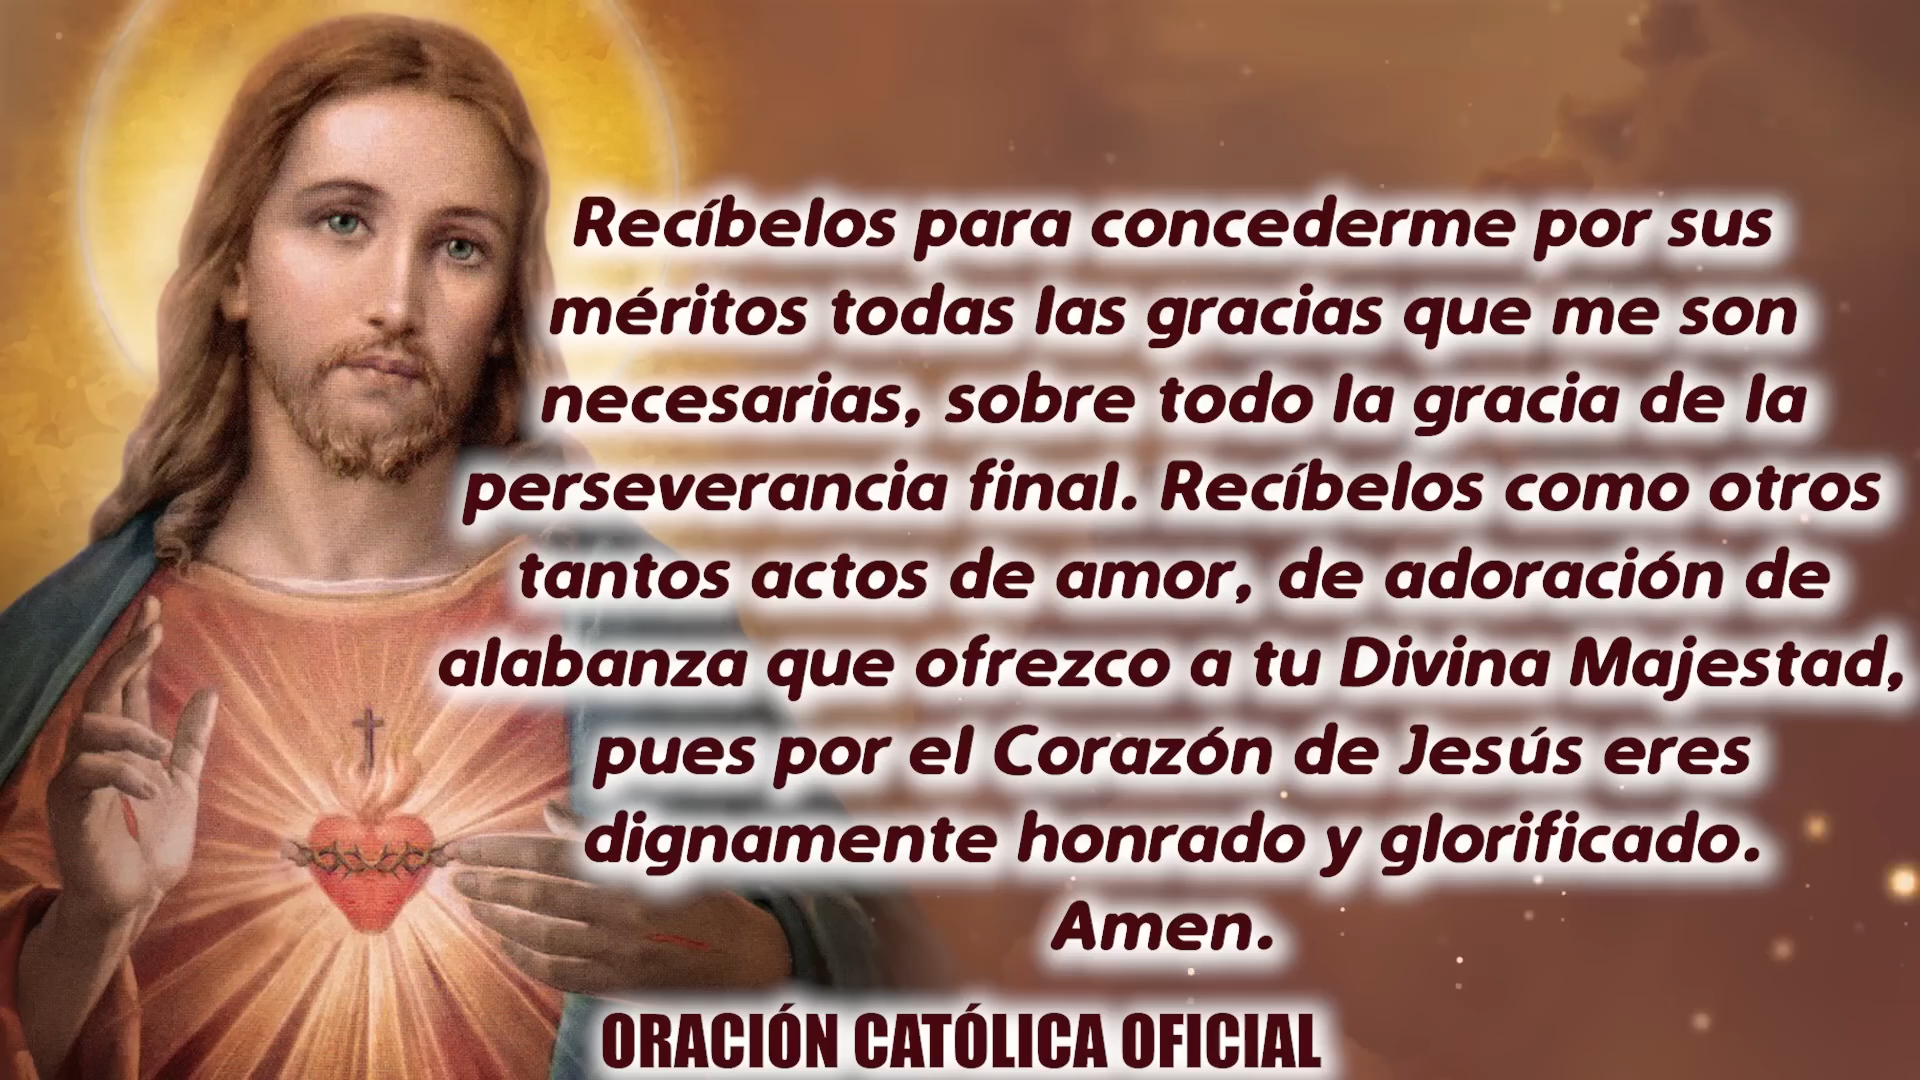 Recíbelos para concederme por sus
méritos todas las gracias que me son
necesarias, sobre todo la gracia de la
perseverancia final. Recíbelos como otros
tantos actos de amor, de adoración de
alabanza que ofrezco a tu Divina Majestad,
pues por el Corazón de Jesús eres
dignamente honrado y glorificado.
Amen.
ORACIÓN CATÓLICA OFICIAL